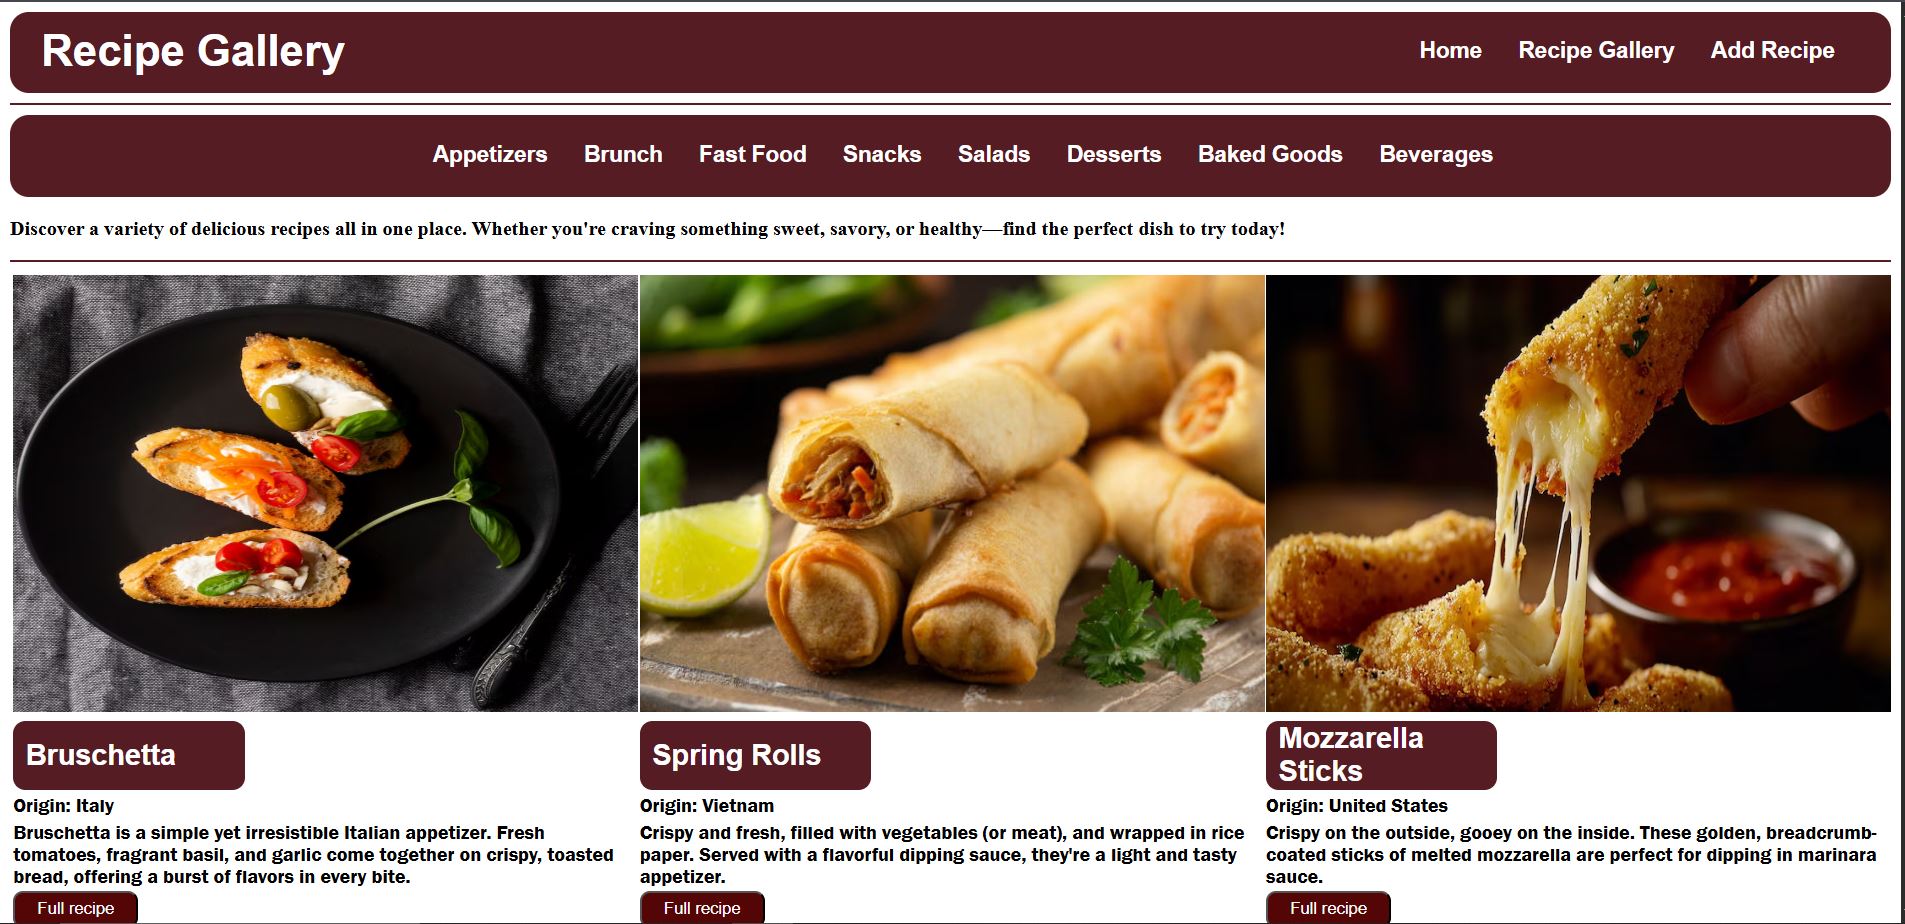 Recipe Gallery
Home Recipe Gallery Add Recipe
Appetizers Brunch Fast Food Snacks Salads Desserts Baked Goods Beverages
Discover a variety of delicious recipes all in one place. Whether you're craving something sweet, savory, or healthy—find the perfect dish to try today!
Bruschetta
Origin: Italy
Bruschetta is a simple yet irresistible Italian appetizer. Fresh
tomatoes, fragrant basil, and garlic come together on crispy, toasted
bread, offering a burst of flavors in every bite.
Full recipe
Spring Rolls
Origin: Vietnam
Crispy and fresh, filled with vegetables (or meat), and wrapped in rice
paper. Served with a flavorful dipping sauce, they're a light and tasty
appetizer.
Full recipe
Mozzarella
Sticks
Origin: United States
Crispy on the outside, gooey on the inside. These golden, breadcrumb-
coated sticks of melted mozzarella are perfect for dipping in marinara
sauce.
Full recipe